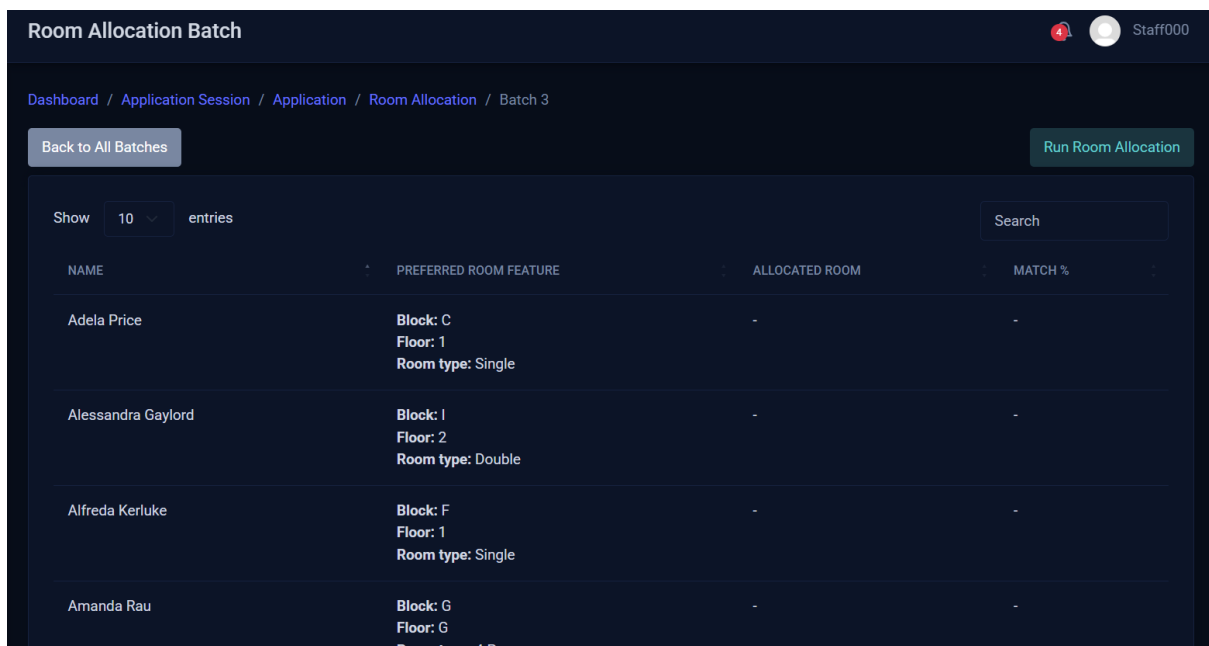 Room Allocation Batch
4
Staff000
Dashboard / Application Session / Application / Room Allocation / Batch 3
Back to All Batches
Run Room Allocation
Show 10 entries
Search
NAME PREFERRED ROOM FEATURE ALLOCATED ROOM MATCH %
Adela Price Block: C - -
Floor: 1
Room type: Single
Alessandra Gaylord Block: I - -
Floor: 2
Room type: Double
Alfreda Kerluke Block: F - -
Floor: 1
Room type: Single
Amanda Rau Block: G - -
Floor: G